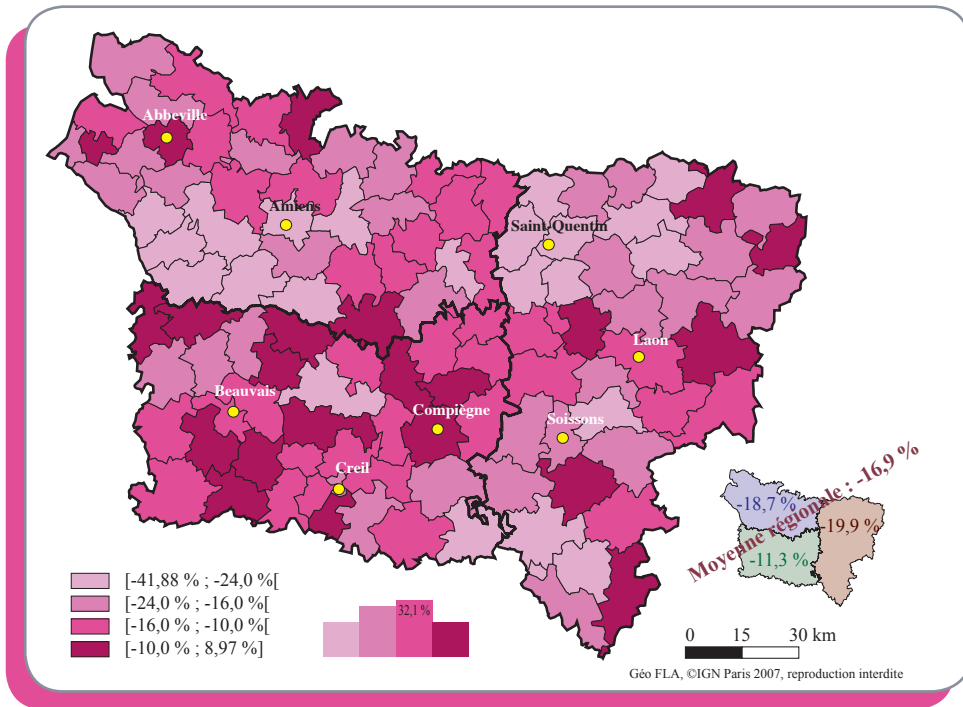 Abbeville
Amiens
Saint-Quentin
Laon
Beauvais
Compiègne
Soissons
Creil
Moyenne régionale : -16,9 %
-18,7 %
-19,9 %
-11,3 %
[-41,88 % ; -24,0 %[
[-24,0 % ; -16,0 %[
[-16,0 % ; -10,0 %[
[-10,0 % ; 8,97 %]
32,1 %
0 15 30 km
Géo FLA, ©IGN Paris 2007, reproduction interdite